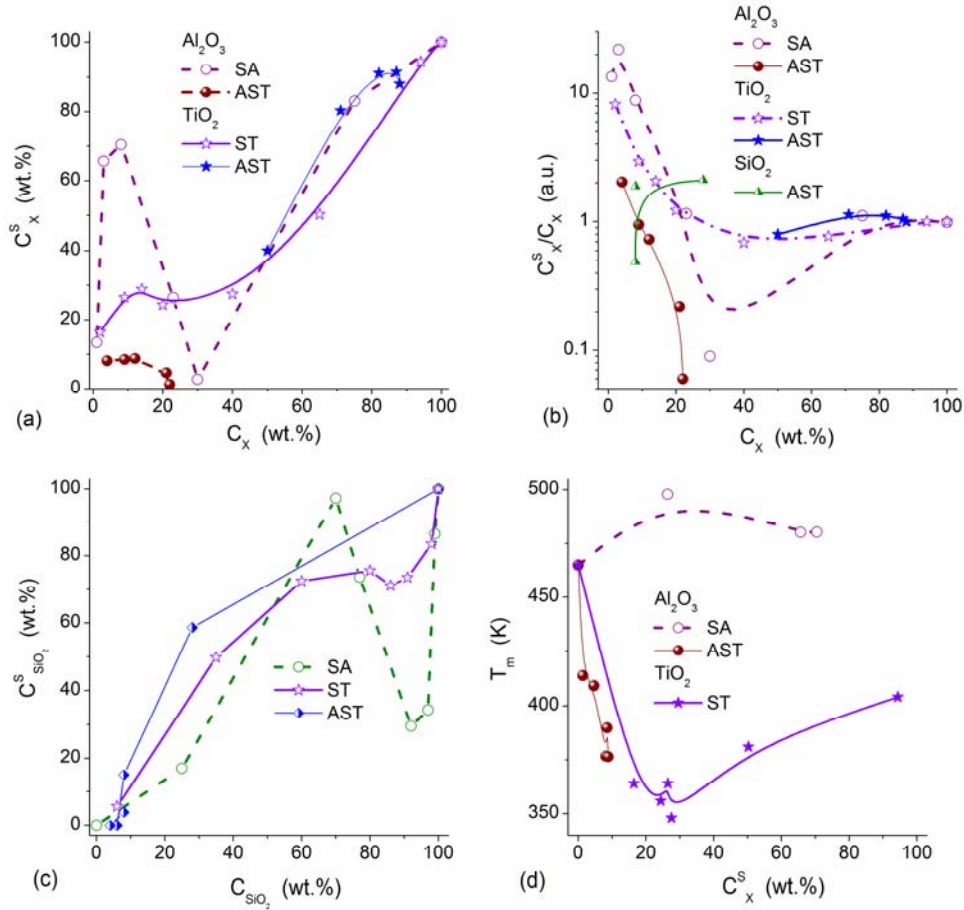 (a)
C^S_X (wt.%)
100
80
60
40
20
0
Al₂O₃
SA
AST
TiO₂
ST
AST
0 20 40 60 80 100
C_X (wt.%)
(b)
C^S_X/C_X (a.u.)
10
1
0.1
Al₂O₃
SA
AST
TiO₂
ST
AST
SiO₂
AST
0 20 40 60 80 100
C_X (wt.%)
(c)
C^S_SiO₂ (wt.%)
100
80
60
40
20
0
SA
ST
AST
0 20 40 60 80 100
C_SiO₂ (wt.%)
(d)
T_m (K)
500
450
400
350
Al₂O₃
SA
AST
TiO₂
ST
0 20 40 60 80 100
C^S_X (wt.%)